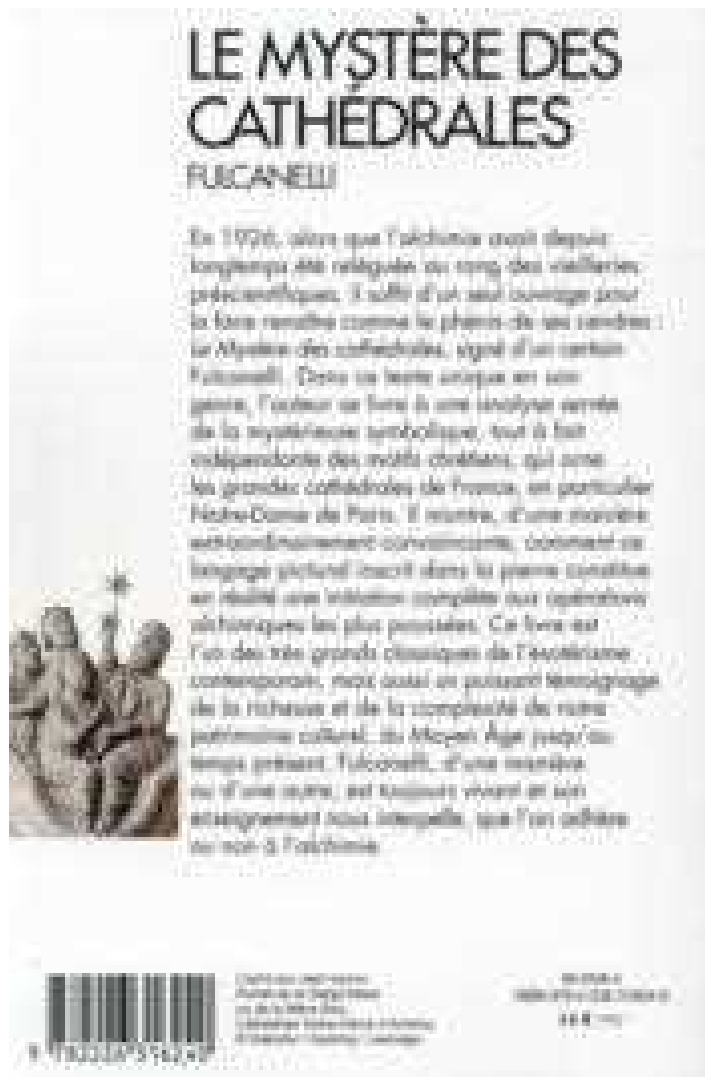 LE MYSTÈRE DES
CATHÉDRALES
FULCANELLI
En 1926, alors que l'alchimie avait depuis
longtemps été reléguée au rang des vieilleries
préscientifiques, il suffit d'un seul ouvrage pour
la faire renaître comme le phénix de ses cendres :
Le Mystère des cathédrales, signé d'un certain
Fulcanelli. Dans ce texte unique en son
genre, l'auteur se livre à une analyse serrée
de la mystérieuse symbolique, tout à fait
indépendante des motifs chrétiens, qui orne
les grandes cathédrales de France, en particulier
Notre-Dame de Paris. Il montre, d'une manière
extraordinairement convaincante, comment ce
langage pictural inscrit dans la pierre constitue
en réalité une initiation complète aux opérations
alchimiques les plus poussées. Ce livre est
l'un des très grands classiques de l'ésotérisme
contemporain, mais aussi un puissant témoignage
de la richesse et de la complexité de notre
patrimoine culturel, du Moyen Âge jusqu'au
temps présent. Fulcanelli, d'une manière
ou d'une autre, est toujours vivant et son
enseignement nous interpelle, que l'on adhère
ou non à l'alchimie.